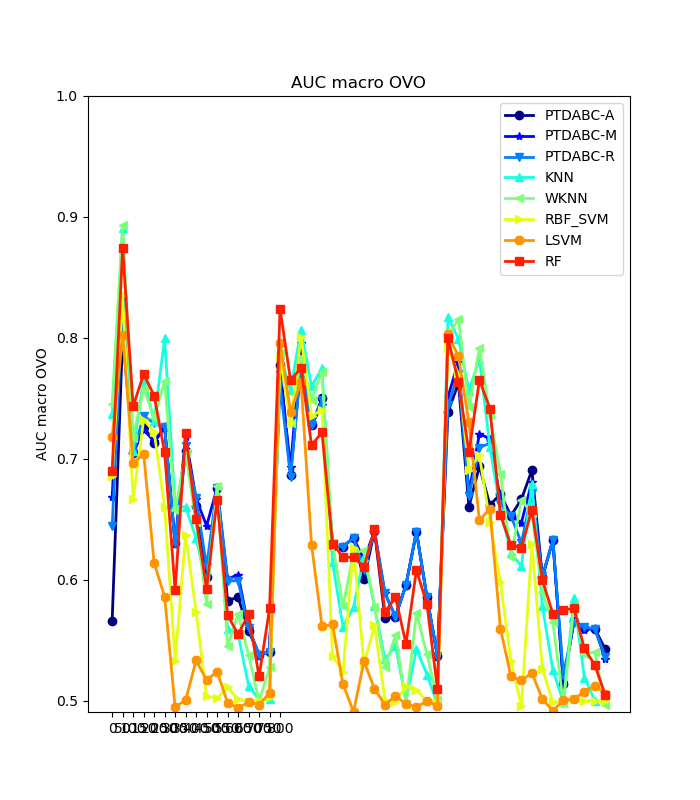 AUC macro OVO
AUC macro OVO
1.0
0.9
0.8
0.7
0.6
0.5
PTDABC-A
PTDABC-M
PTDABC-R
KNN
WKNN
RBF_SVM
LSVM
RF